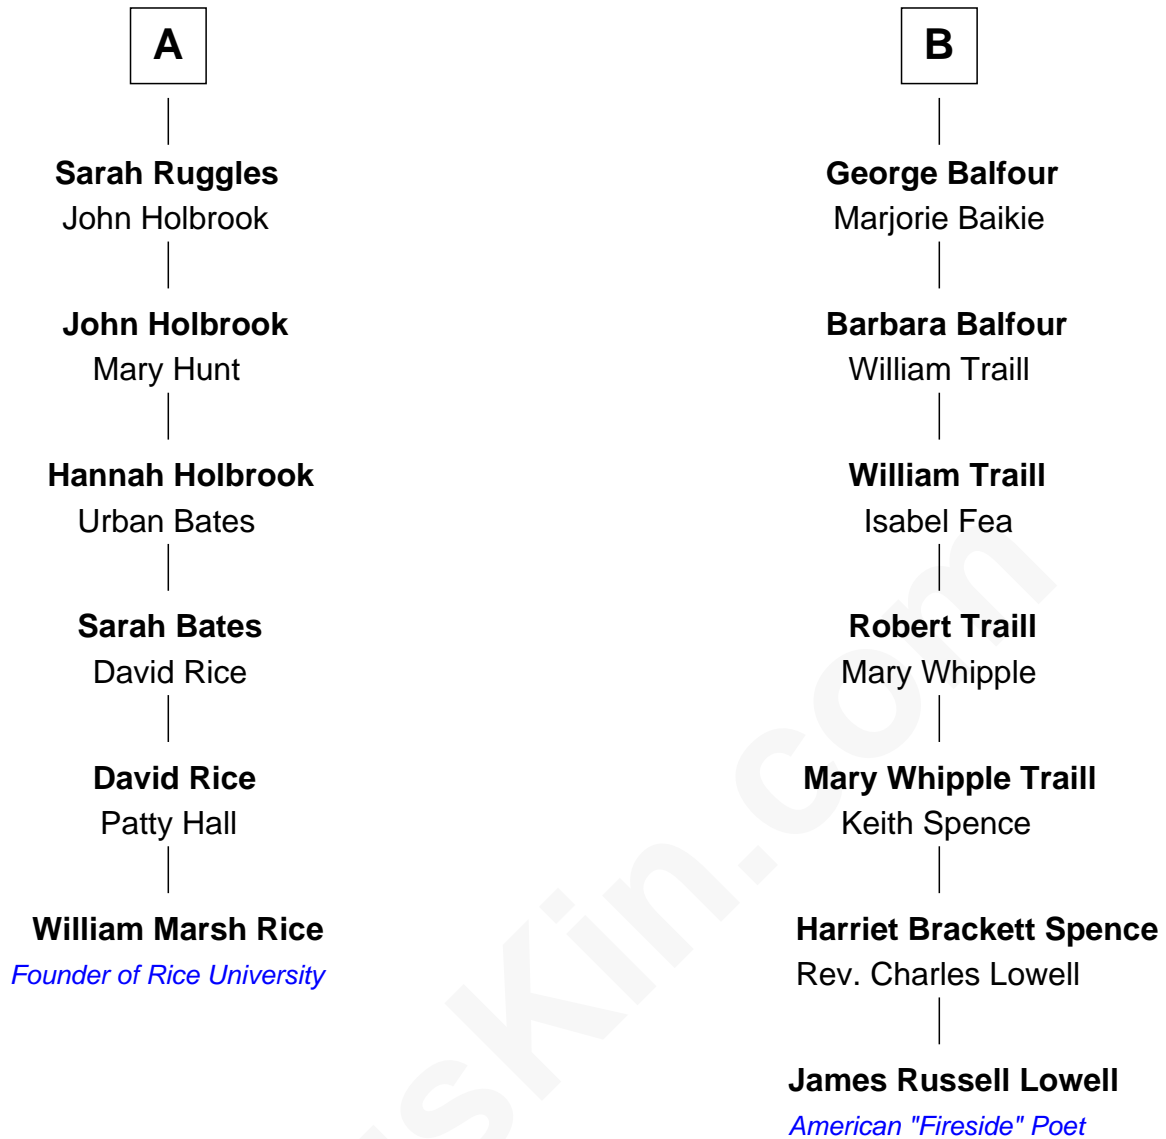 A
Sarah Ruggles
John Holbrook
John Holbrook
Mary Hunt
Hannah Holbrook
Urban Bates
Sarah Bates
David Rice
David Rice
Patty Hall
William Marsh Rice
Founder of Rice University
B
George Balfour
Marjorie Baikie
Barbara Balfour
William Traill
William Traill
Isabel Fea
Robert Traill
Mary Whipple
Mary Whipple Traill
Keith Spence
Harriet Brackett Spence
Rev. Charles Lowell
James Russell Lowell
American "Fireside" Poet